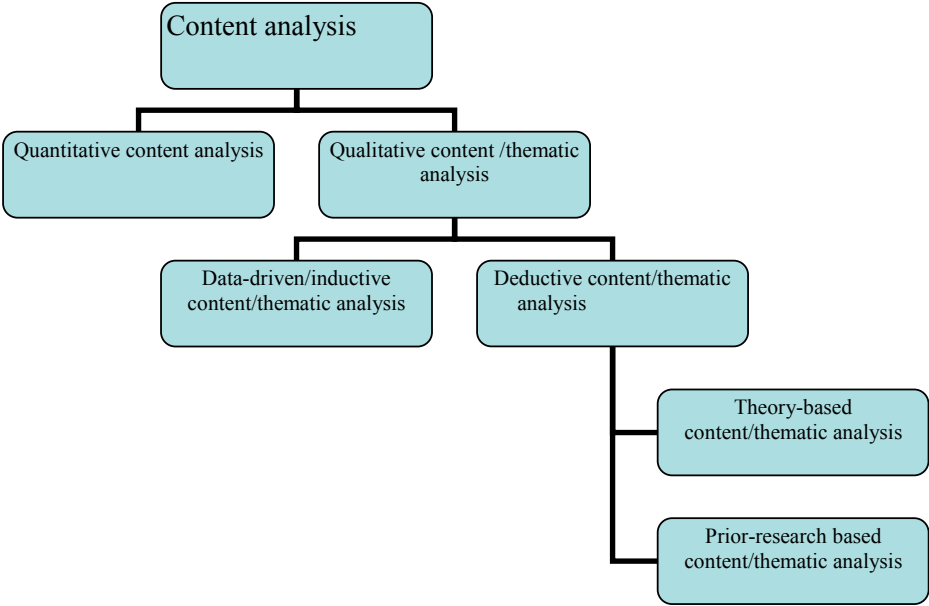 Content analysis
Quantitative content analysis
Qualitative content /thematic
analysis
Data-driven/inductive
content/thematic analysis
Deductive content/thematic
analysis
Theory-based
content/thematic analysis
Prior-research based
content/thematic analysis